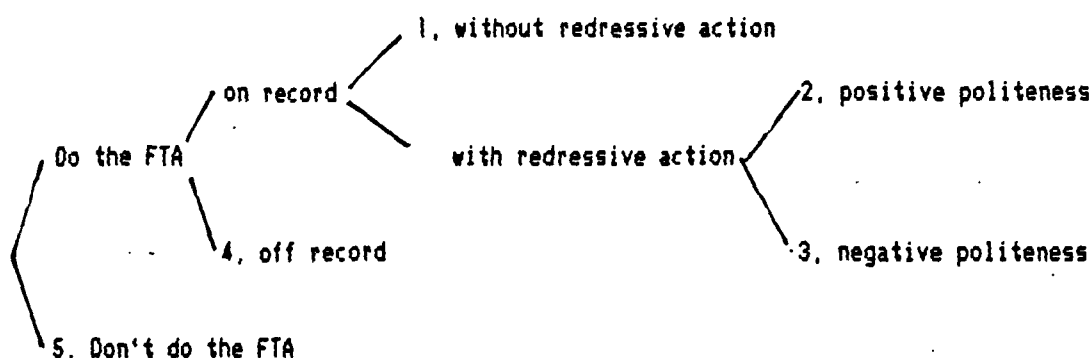 1, without redressive action
on record
2, positive politeness
Do the FTA
with redressive action
4, off record
3, negative politeness
5. Don't do the FTA